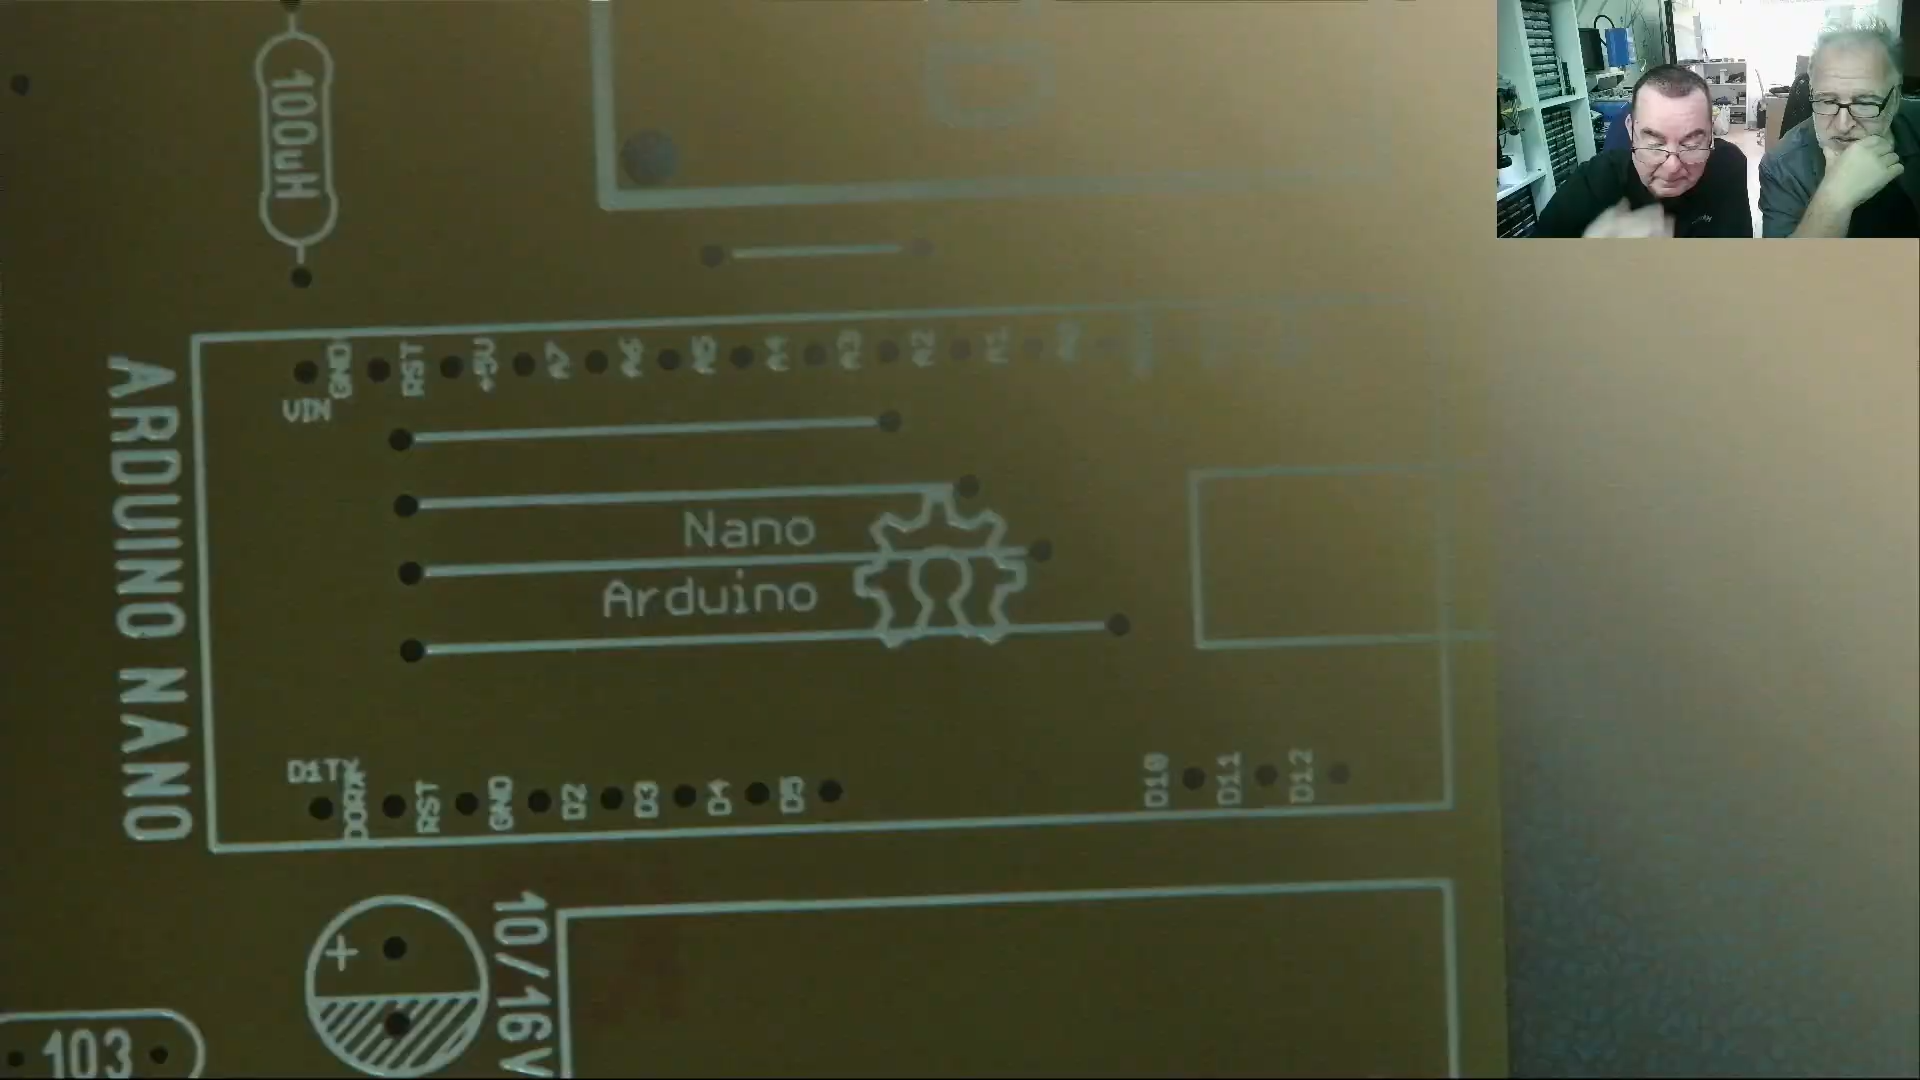 100uH
GND
RST
+5V
A7
A6
A5
A4
A3
A2
A1
VIN
ARDUINO NANO
Nano
Arduino
D1TX
D0RX
RST
GND
D2
D3
D4
D5
D10
D11
D12
+
10/16V
103